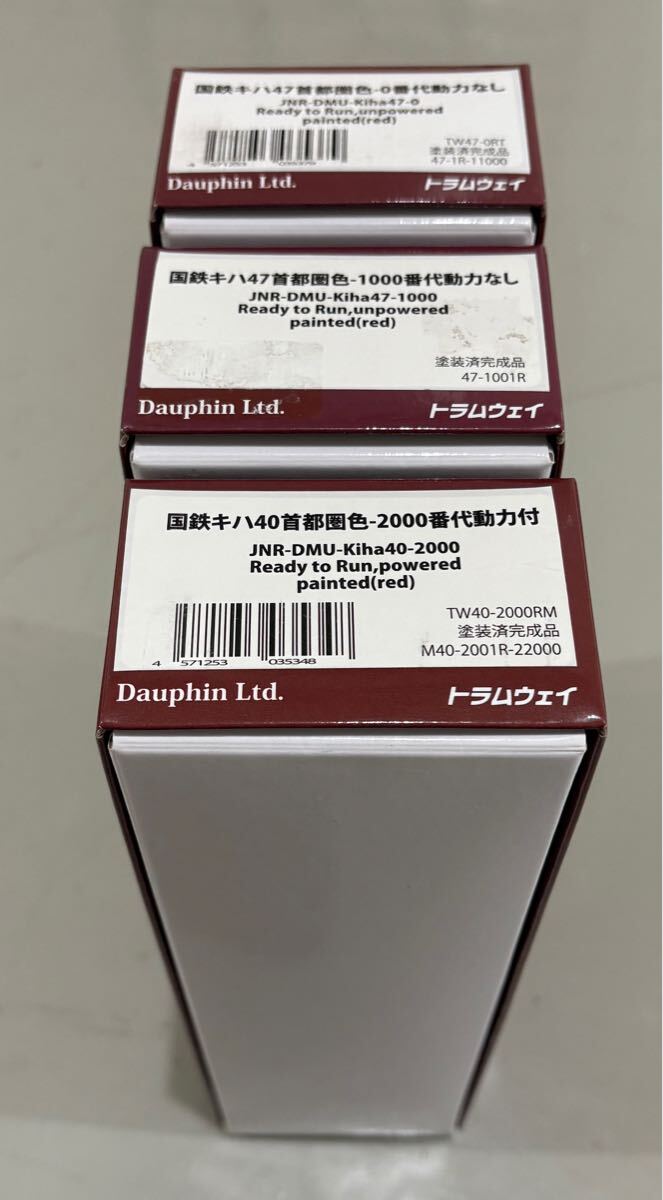 国鉄キハ47首都圏色-0番代動力なし
JNR-DMU-Kiha47-0
Ready to Run,unpowered
painted(red)
TW47-0RT
塗装済完成品
47-1R-11000
4 571253 035379
Dauphin Ltd. トラムウェイ
国鉄キハ47首都圏色-1000番代動力なし
JNR-DMU-Kiha47-1000
Ready to Run,unpowered
painted(red)
塗装済完成品
47-1001R
Dauphin Ltd. トラムウェイ
国鉄キハ40首都圏色-2000番代動力付
JNR-DMU-Kiha40-2000
Ready to Run,powered
painted(red)
TW40-2000RM
塗装済完成品
M40-2001R-22000
4 571253 035348
Dauphin Ltd. トラムウェイ